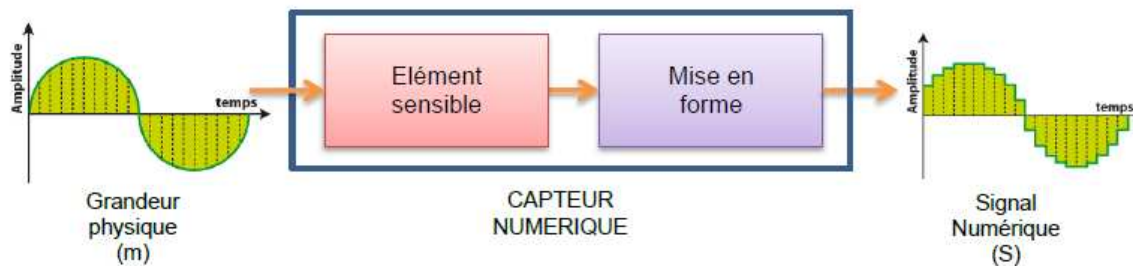 Amplitude
temps
Grandeur
physique
(m)
Elément
sensible
Mise en
forme
CAPTEUR
NUMERIQUE
Amplitude
temps
Signal
Numérique
(S)